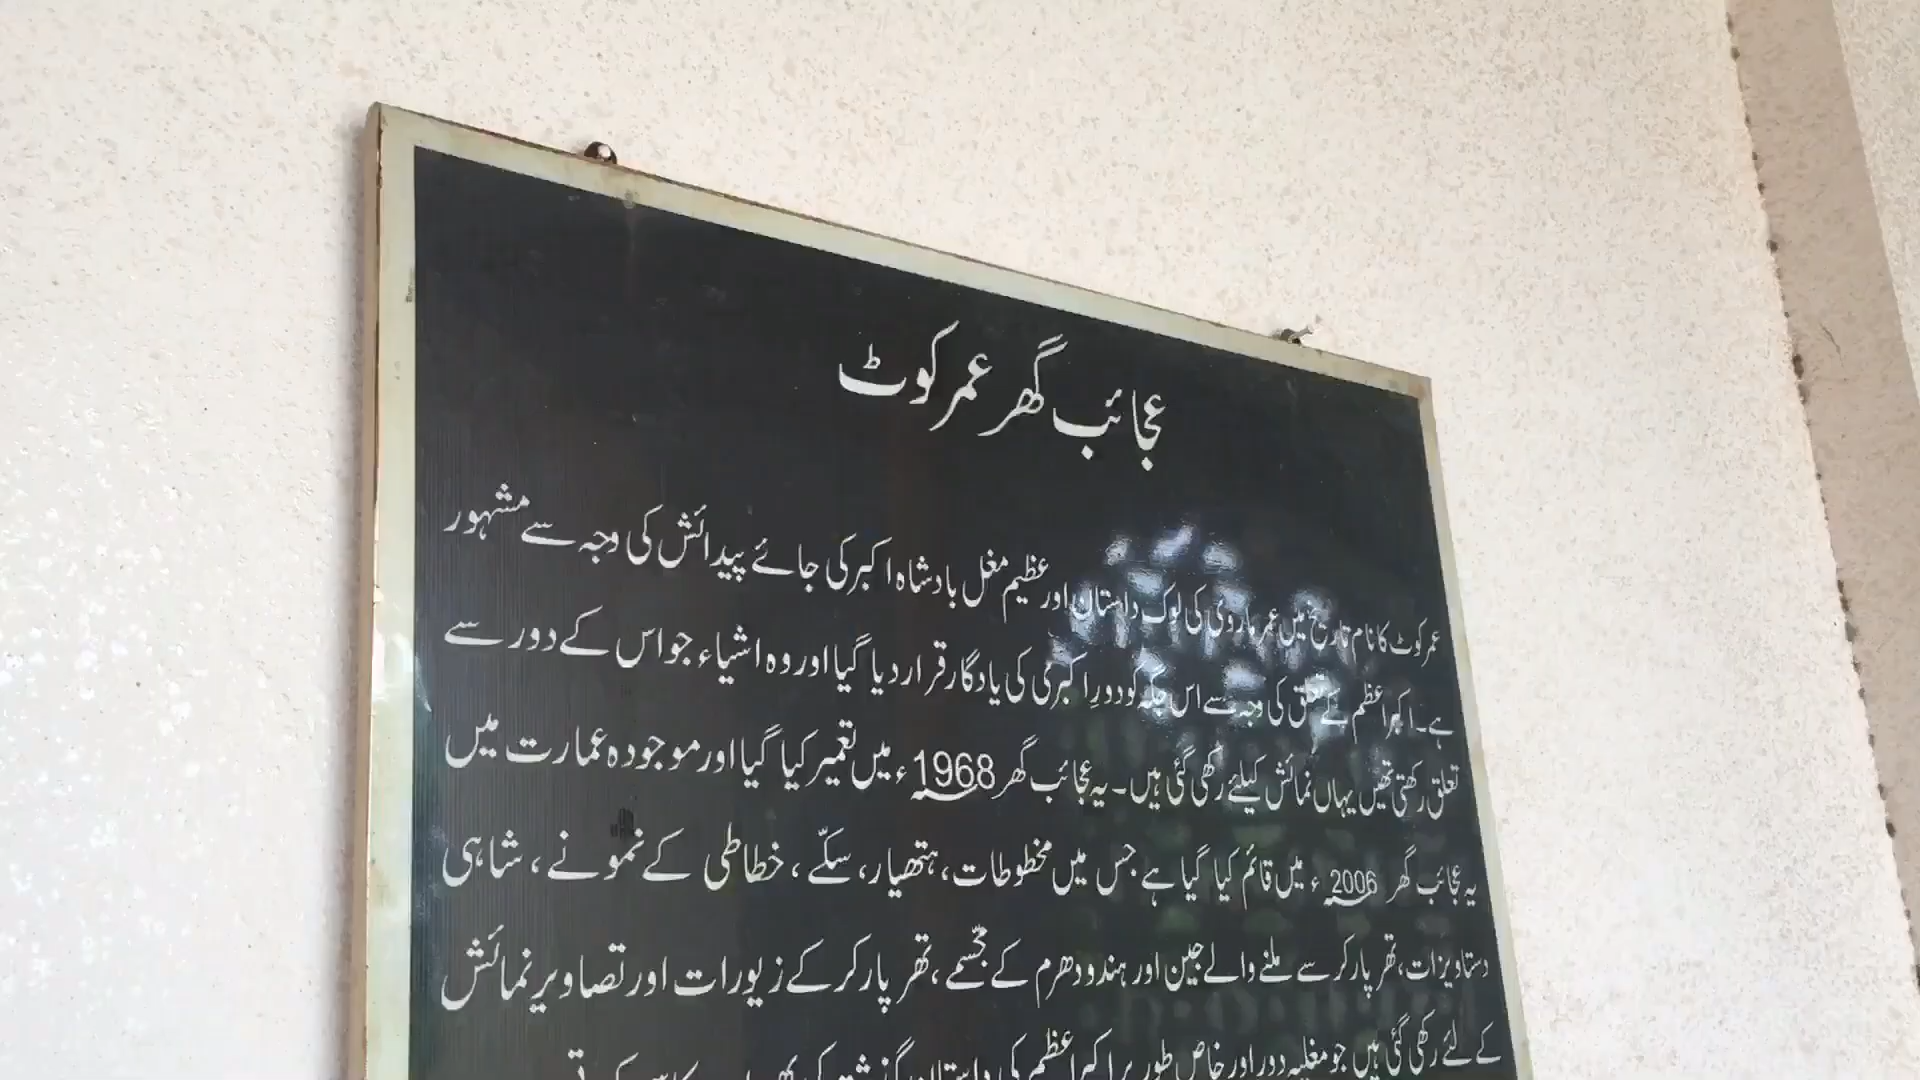 عجائب گھر عمرکوٹ
عمرکوٹ کا نام تاریخ میں عمر ماروی کی لوک داستان اور عظیم مغل بادشاہ اکبر کی جائے پیدائش کی وجہ سے مشہور
ہے۔ اکبر اعظم کے تعلق کی وجہ سے اس جگہ کو دورِ اکبری کی یادگار قرار دیا گیا اور وہ اشیاء جو اس کے دور سے
تعلق رکھتی تھیں یہاں نمائش کیلئے رکھی گئی ہیں۔ یہ عجائب گھر 1968ء میں تعمیر کیا گیا اور موجودہ عمارت میں
یہ عجائب گھر 2006ء میں قائم کیا گیا ہے جس میں مخطوطات، ہتھیار، سکّے، خطاطی کے نمونے، شاہی
دستاویزات، تھرپارکر سے ملنے والے جین اور ہندو دھرم کے مجسّمے، تھرپارکر کے زیورات اور تصاویر نمائش
کے لئے رکھی گئی ہیں جو مغلیہ دور اور خاص طور پر اکبر اعظم کی داستان